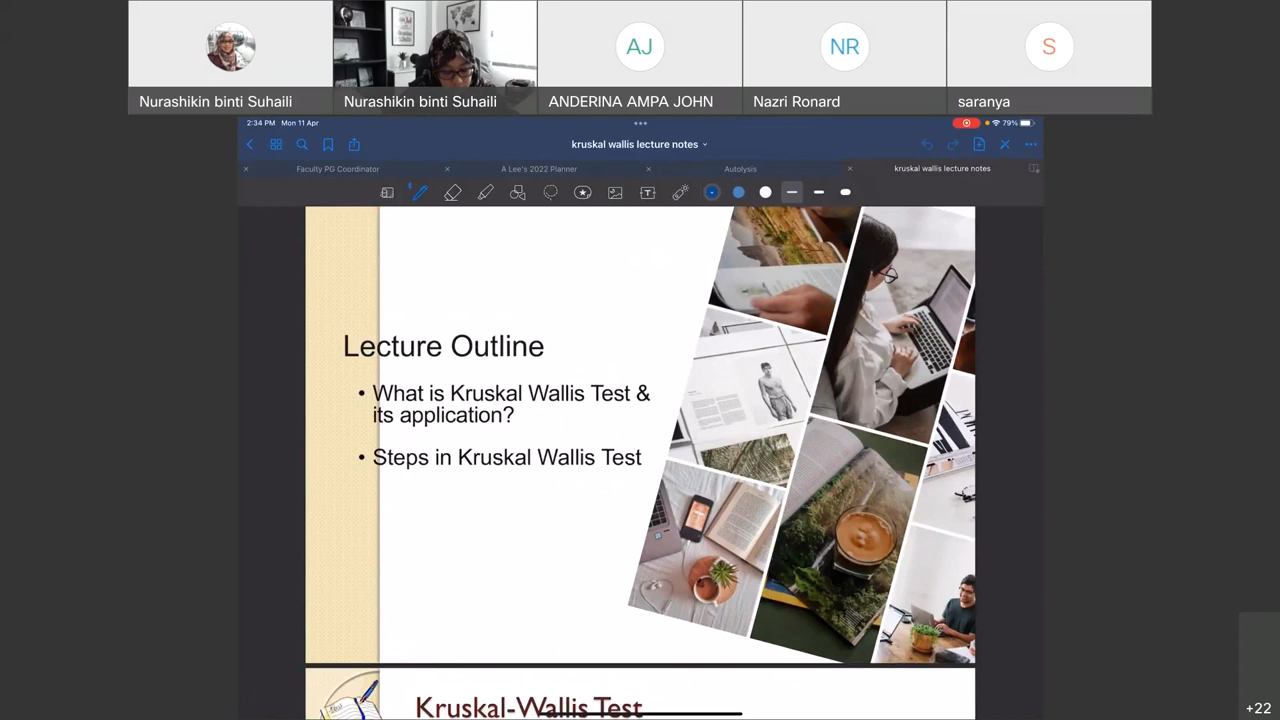 AJ
NR
S
Nurashikin binti Suhaili
Nurashikin binti Suhaili
ANDERINA AMPA JOHN
Nazri Ronard
saranya
2:34 PM Mon 11 Apr
79%
kruskal wallis lecture notes
Faculty PG Coordinator
A Lee's 2022 Planner
Autolysis
kruskal wallis lecture notes
Lecture Outline
• What is Kruskal Wallis Test &
its application?
• Steps in Kruskal Wallis Test
Kruskal-Wallis Test
+22